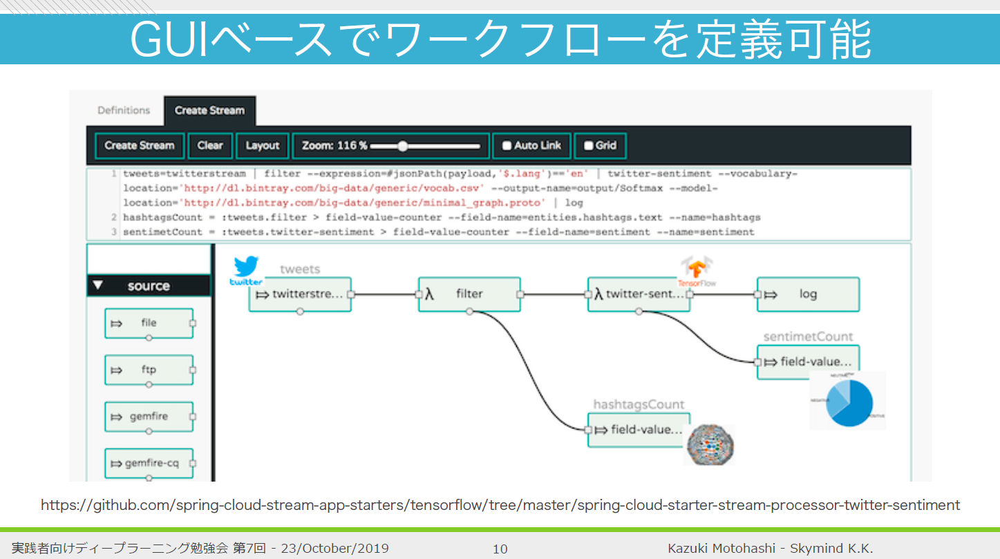 GUIベースでワークフローを定義可能
Definitions
Create Stream
Create Stream
Clear
Layout
Zoom: 116 %
Auto Link
Grid
1 tweets=twitterstream | filter --expression=#jsonPath(payload,'$.lang')=='en' | twitter-sentiment --vocabulary-
location='http://dl.bintray.com/big-data/generic/vocab.csv' --output-name=output/Softmax --model-
location='http://dl.bintray.com/big-data/generic/minimal_graph.proto' | log
2 hashtagsCount = :tweets.filter > field-value-counter --field-name=entities.hashtags.text --name=hashtags
3 sentimetCount = :tweets.twitter-sentiment > field-value-counter --field-name=sentiment --name=sentiment
source
file
ftp
gemfire
gemfire-cq
twitter
tweets
twitterstre...
λ filter
TensorFlow
λ twitter-sent...
log
sentimetCount
field-value...
NEGATIVE
POSITIVE
hashtagsCount
field-value...
https://github.com/spring-cloud-stream-app-starters/tensorflow/tree/master/spring-cloud-starter-stream-processor-twitter-sentiment
実践者向けディープラーニング勉強会 第7回 - 23/October/2019
10
Kazuki Motohashi - Skymind K.K.